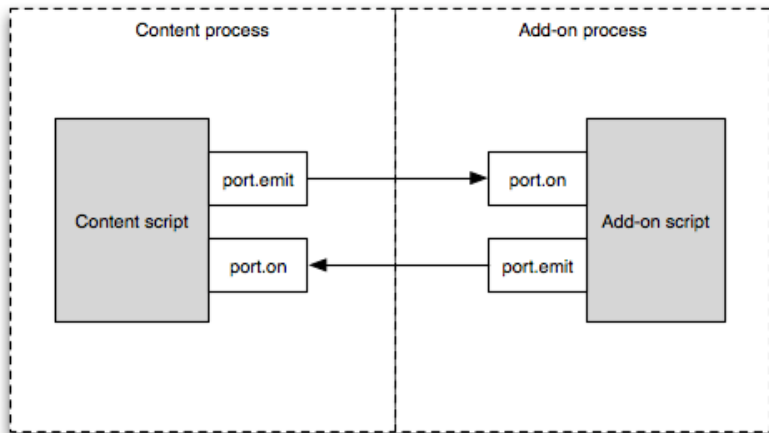 Content process
Add-on process
port.emit
port.on
Content script
Add-on script
port.on
port.emit